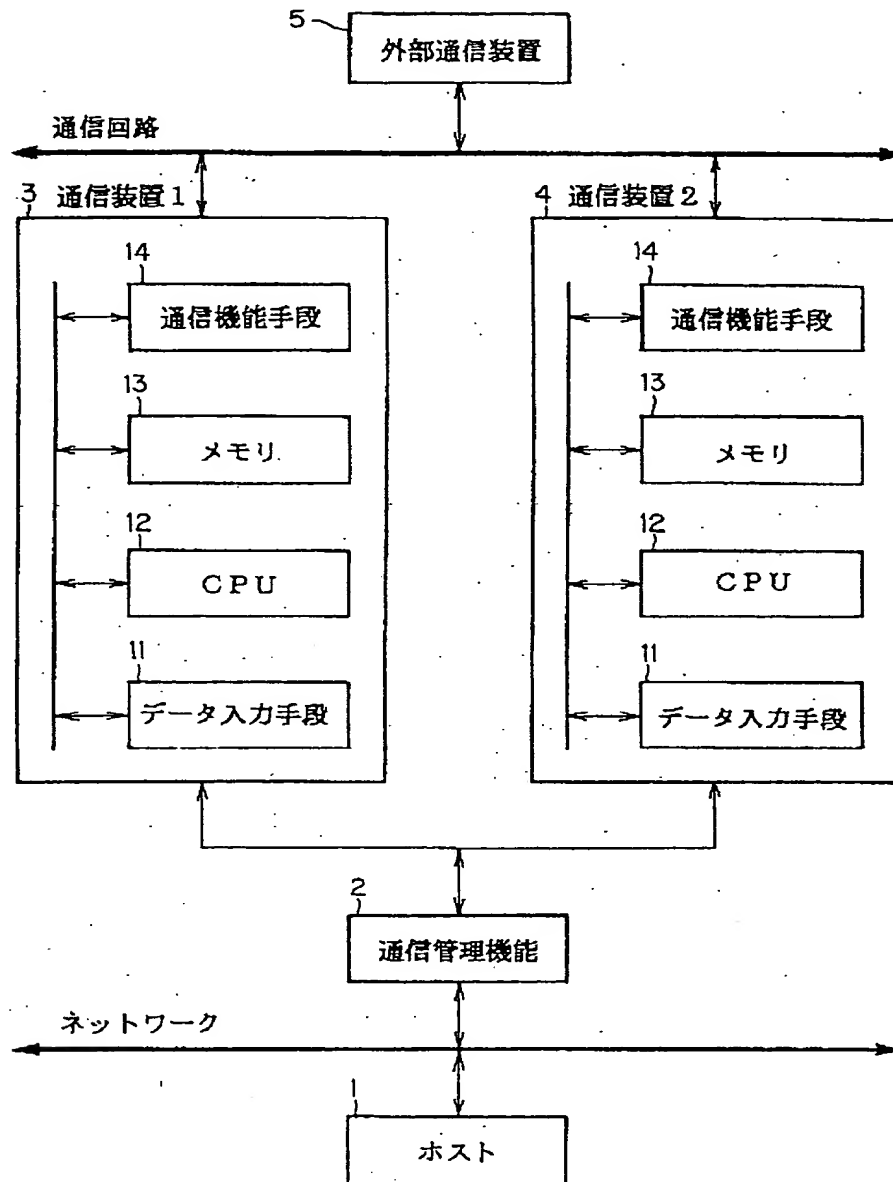 5
外部通信装置
通信回路
3 通信装置1
4 通信装置2
14
通信機能手段
14
通信機能手段
13
メモリ
13
メモリ
12
CPU
12
CPU
11
データ入力手段
11
データ入力手段
2
通信管理機能
ネットワーク
1
ホスト